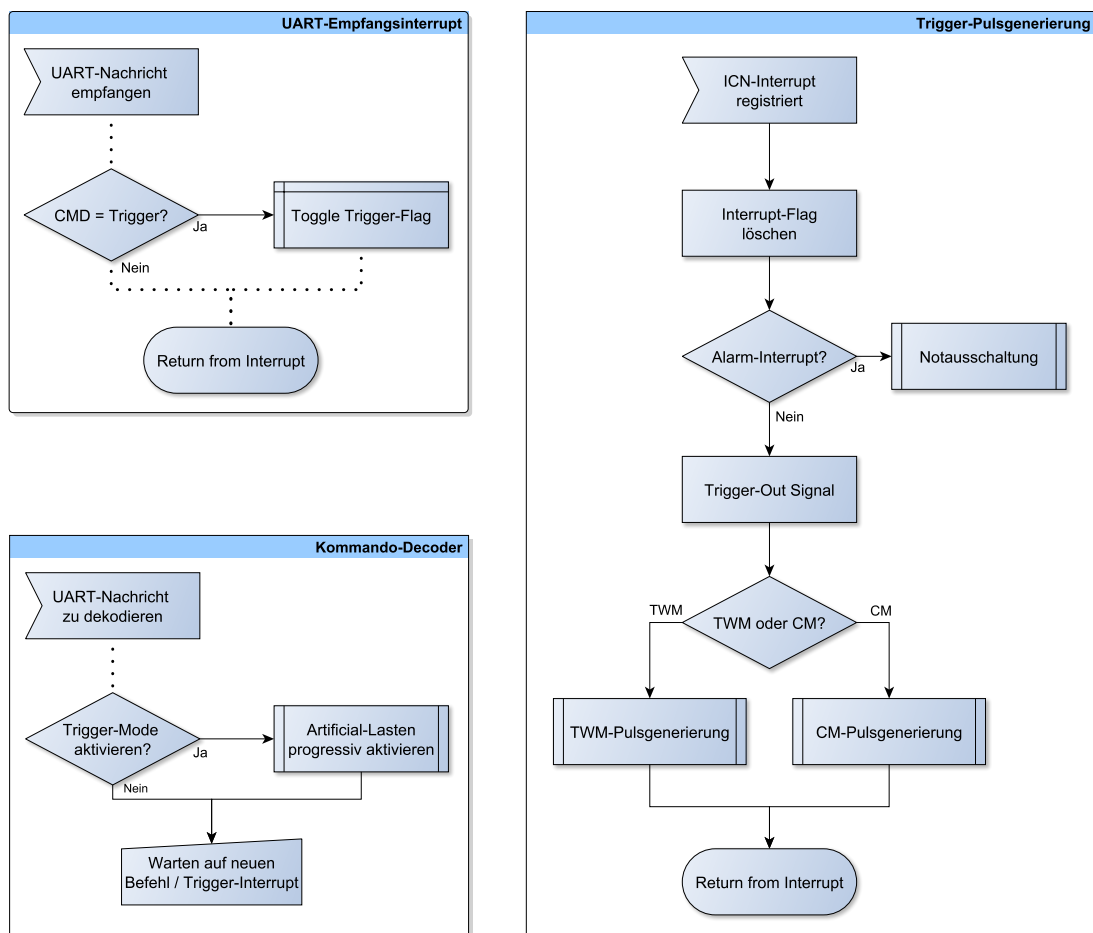 UART-Empfangsinterrupt
UART-Nachricht
empfangen
CMD = Trigger?
Ja
Toggle Trigger-Flag
Nein
Return from Interrupt
Kommando-Decoder
UART-Nachricht
zu dekodieren
Trigger-Mode
aktivieren?
Ja
Artificial-Lasten
progressiv aktivieren
Nein
Warten auf neuen
Befehl / Trigger-Interrupt
Trigger-Pulsgenerierung
ICN-Interrupt
registriert
Interrupt-Flag
löschen
Alarm-Interrupt?
Ja
Notausschaltung
Nein
Trigger-Out Signal
TWM oder CM?
TWM
CM
TWM-Pulsgenerierung
CM-Pulsgenerierung
Return from Interrupt